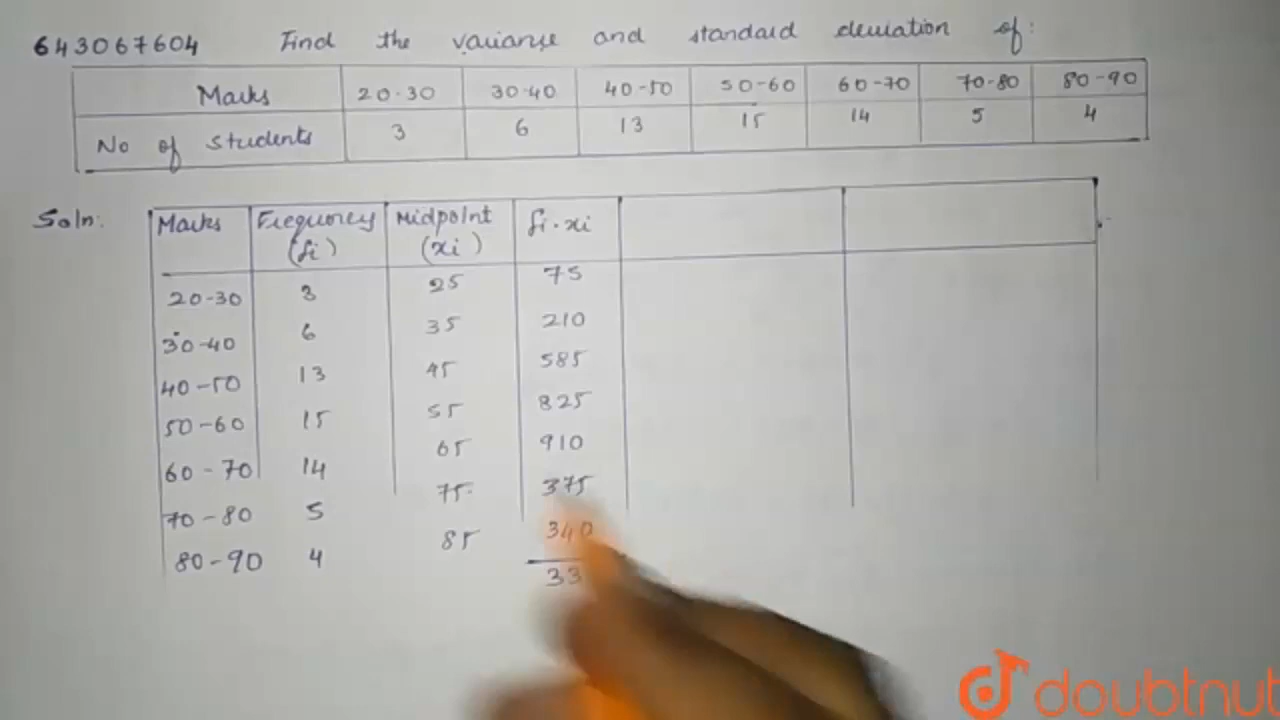 643067604 Find the varianse and standard deviation of:
Marks 20-30 30-40 40-50 50-60 60-70 70-80 80-90
No of students 3 6 13 15 14 5 4
Soln:
Marks Frequency (fi) Midpoint (xi) fi.xi
20-30 3 25 75
30-40 6 35 210
40-50 13 45 585
50-60 15 55 825
60-70 14 65 910
70-80 5 75 375
80-90 4 85 340
33
doubtnut